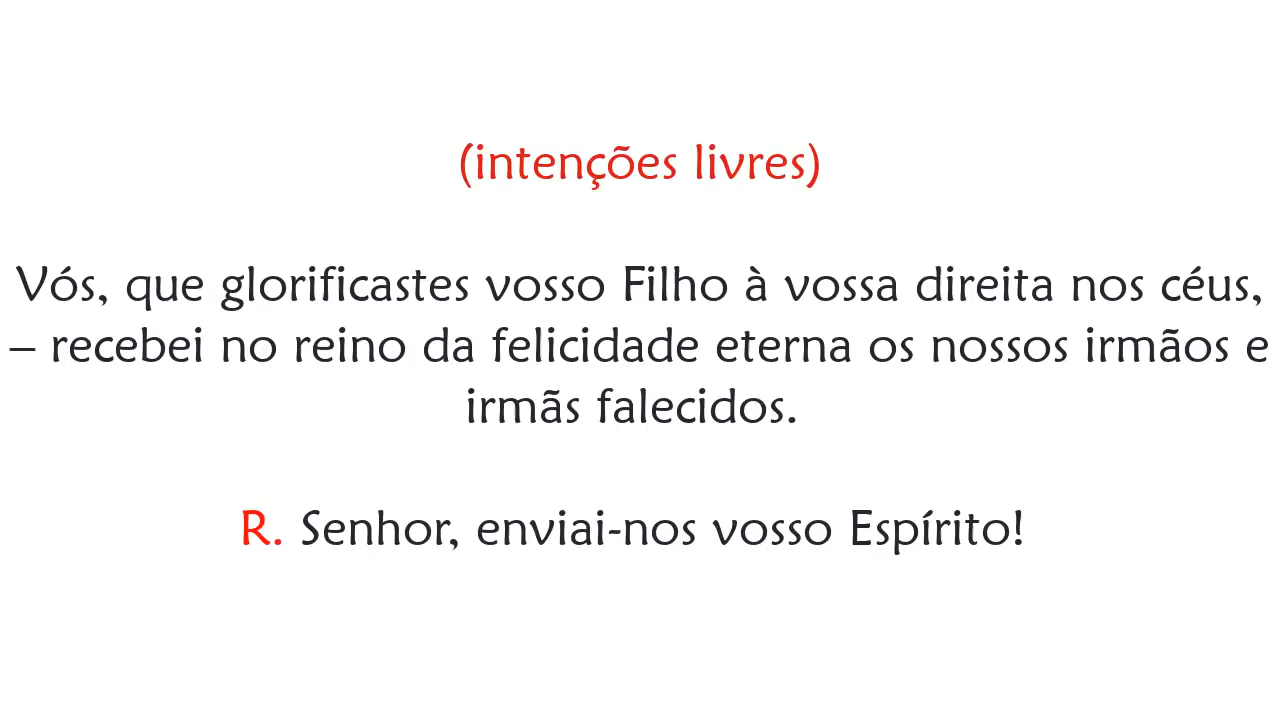 (intenções livres)
Vós, que glorificastes vosso Filho à vossa direita nos céus,
– recebei no reino da felicidade eterna os nossos irmãos e
irmãs falecidos.
R. Senhor, enviai-nos vosso Espírito!